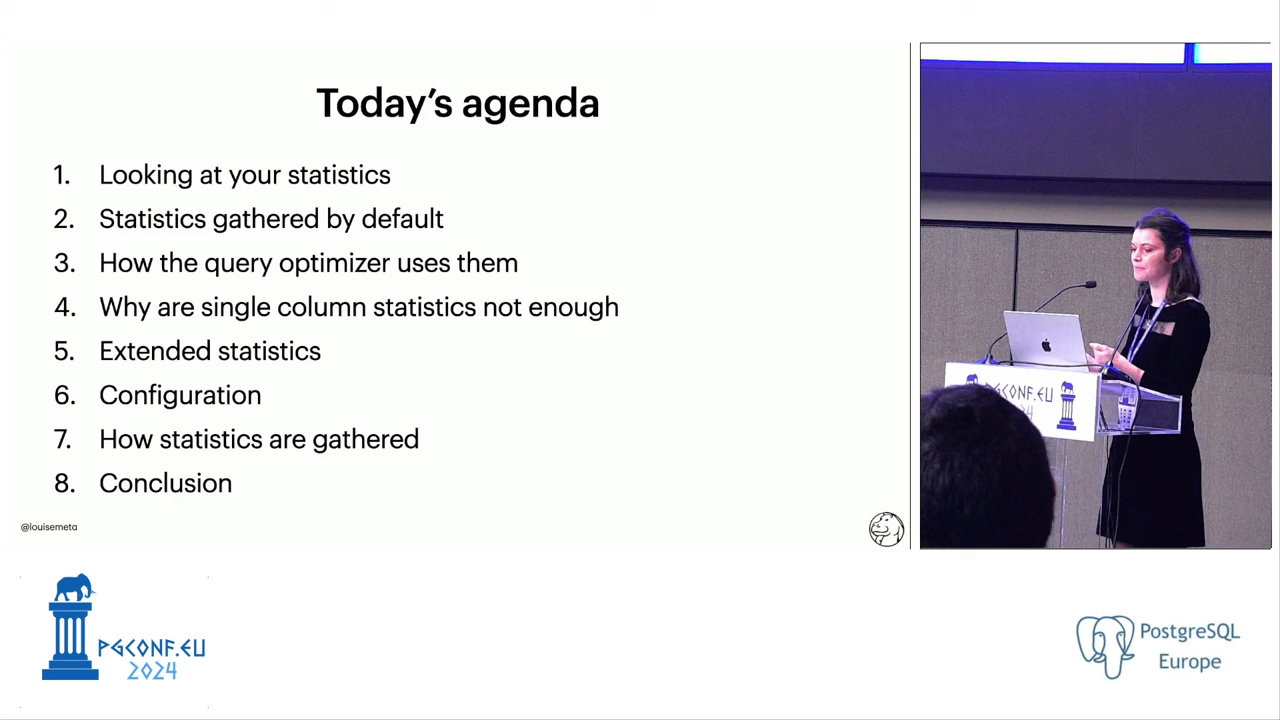 Today's agenda
1. Looking at your statistics
2. Statistics gathered by default
3. How the query optimizer uses them
4. Why are single column statistics not enough
5. Extended statistics
6. Configuration
7. How statistics are gathered
8. Conclusion
@louisemeta
PGCONF.EU
PGCONF.EU
2024
PostgreSQL
Europe